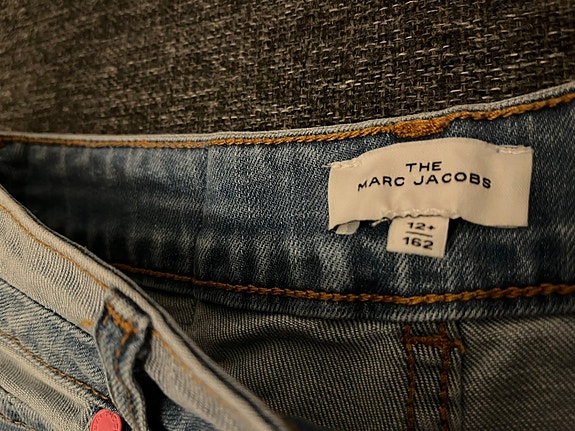 THE
MARC JACOBS
12+
162